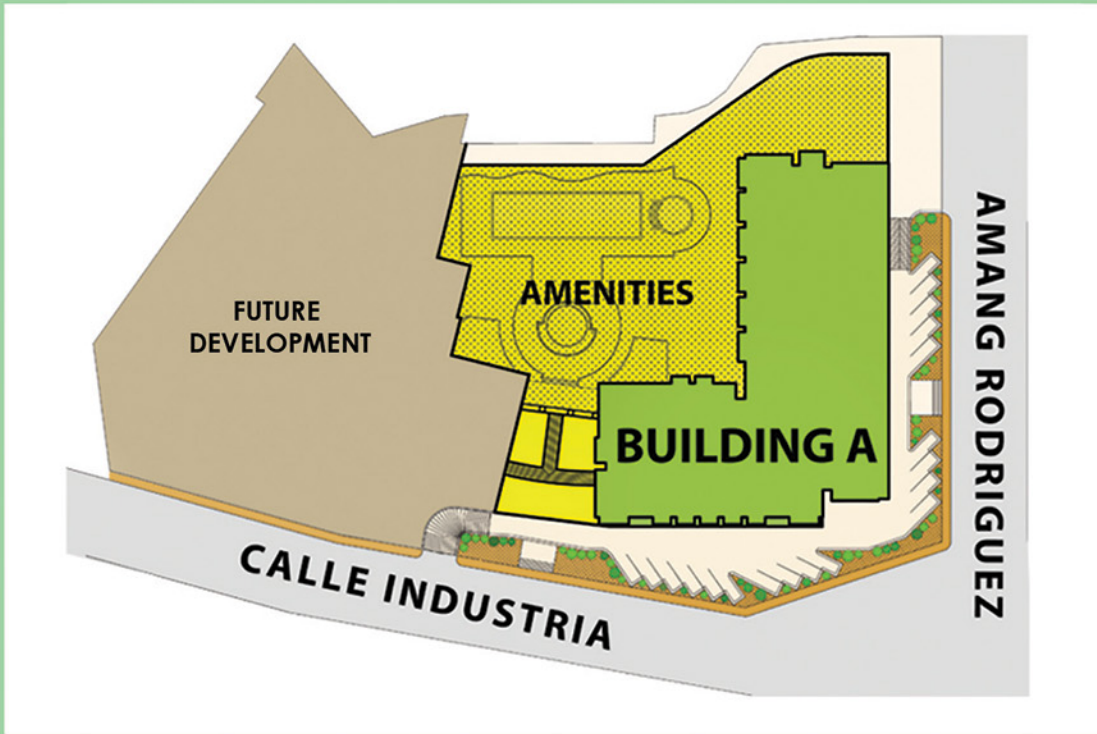 FUTURE
DEVELOPMENT
AMENITIES
BUILDING A
CALLE INDUSTRIA
AMANG RODRIGUEZ